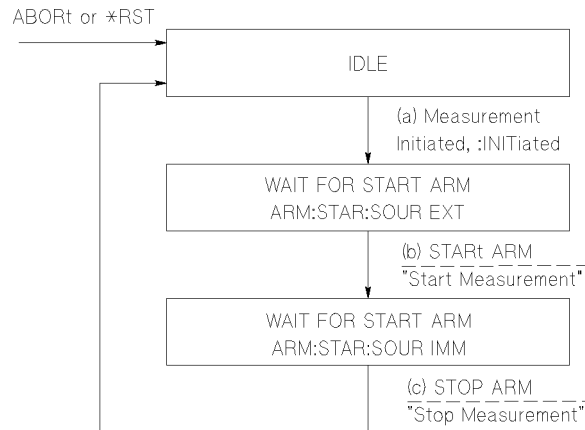 ABORt or *RST
IDLE
(a) Measurement
Initiated, :INITiated
WAIT FOR START ARM
ARM:STAR:SOUR EXT
(b) STARt ARM
"Start Measurement"
WAIT FOR START ARM
ARM:STAR:SOUR IMM
(c) STOP ARM
"Stop Measurement"